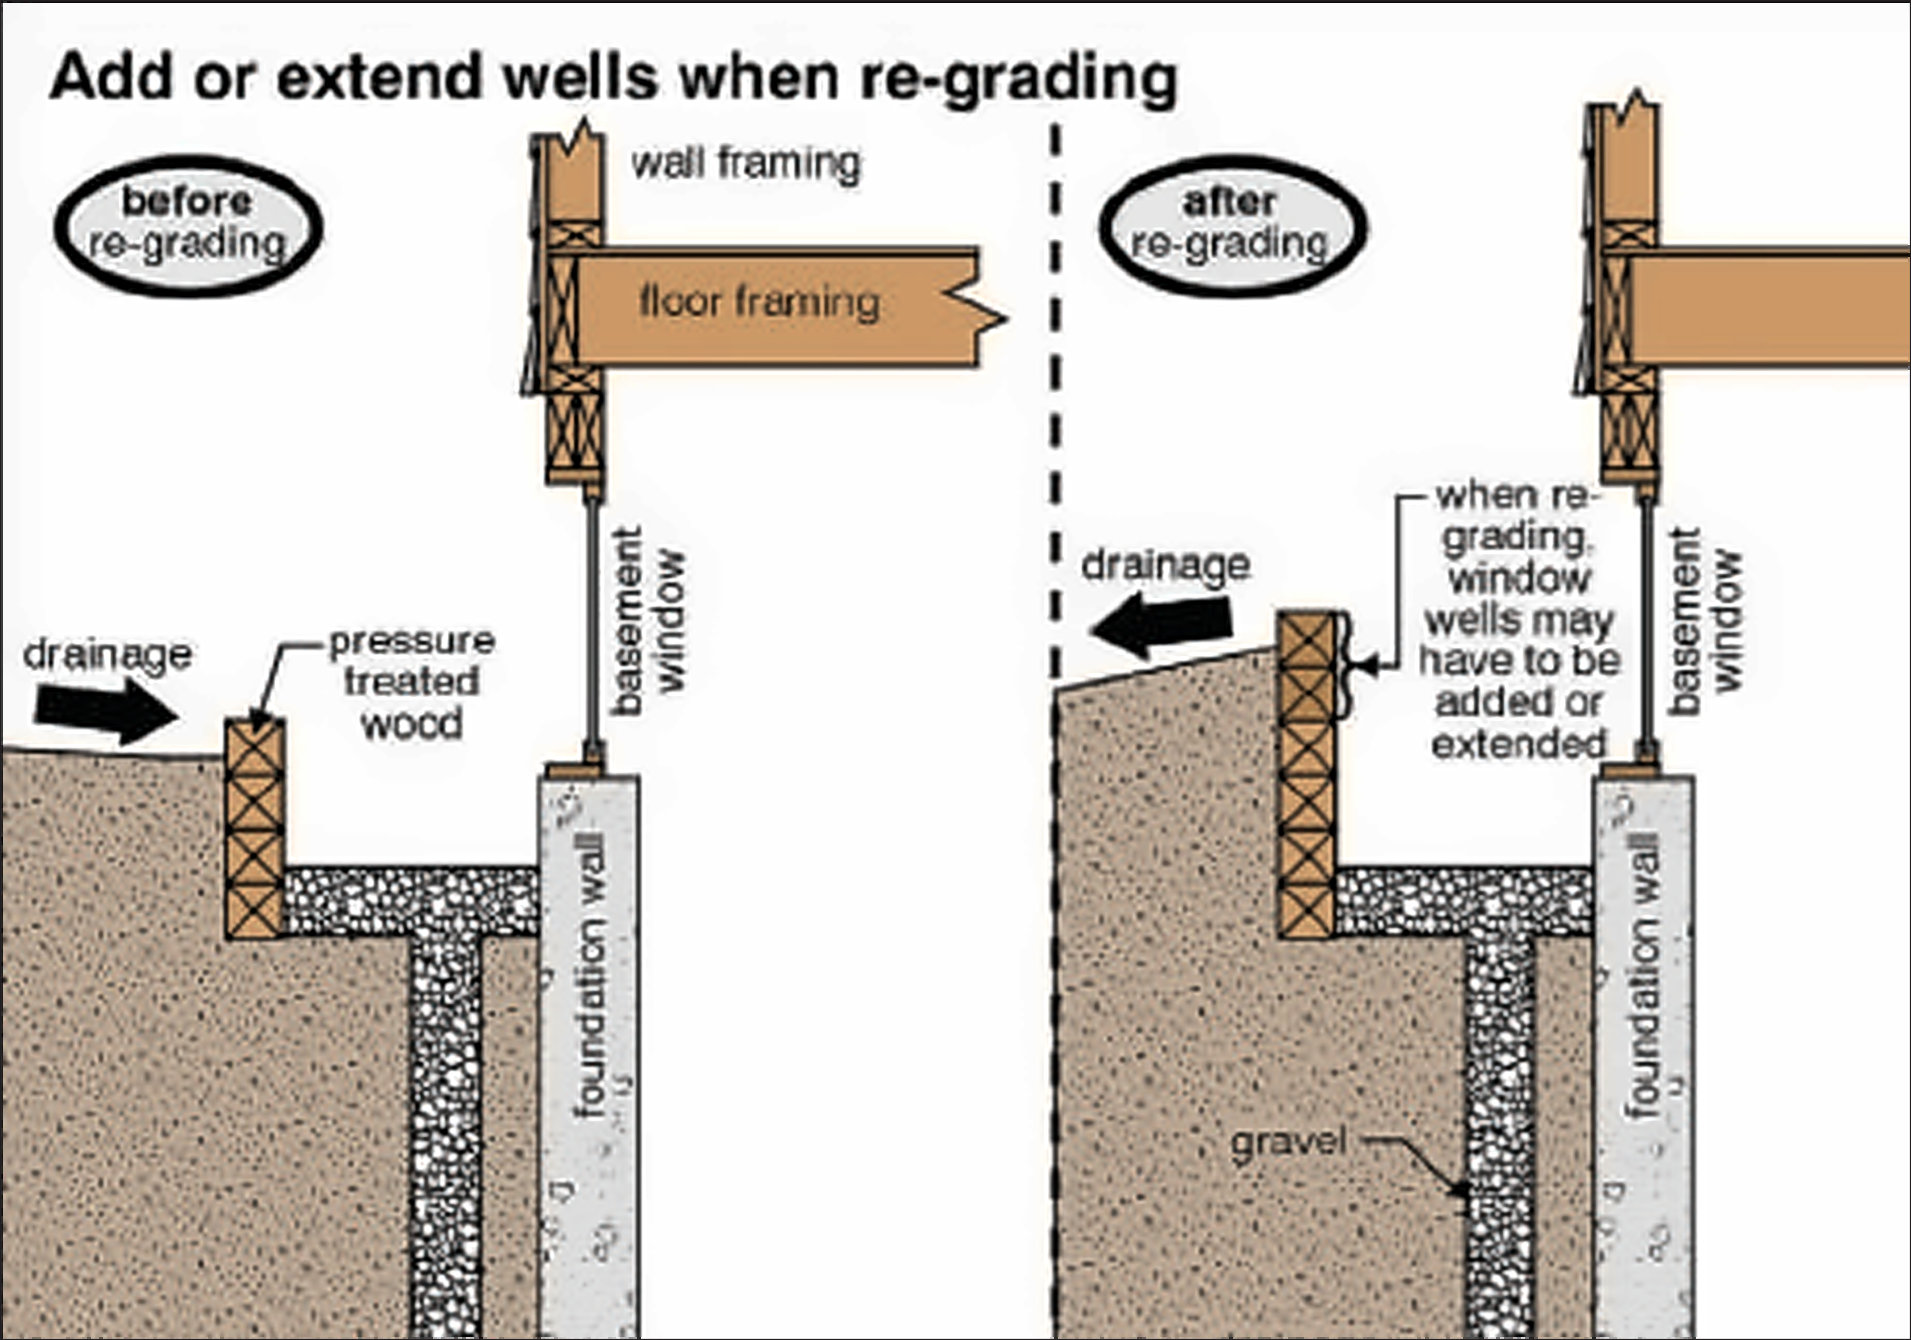 Add or extend wells when re-grading
before
re-grading
wall framing
floor framing
basement
window
drainage
pressure
treated
wood
foundation wall
after
re-grading
when re-
grading,
window
wells may
have to be
added or
extended
drainage
basement
window
foundation wall
gravel